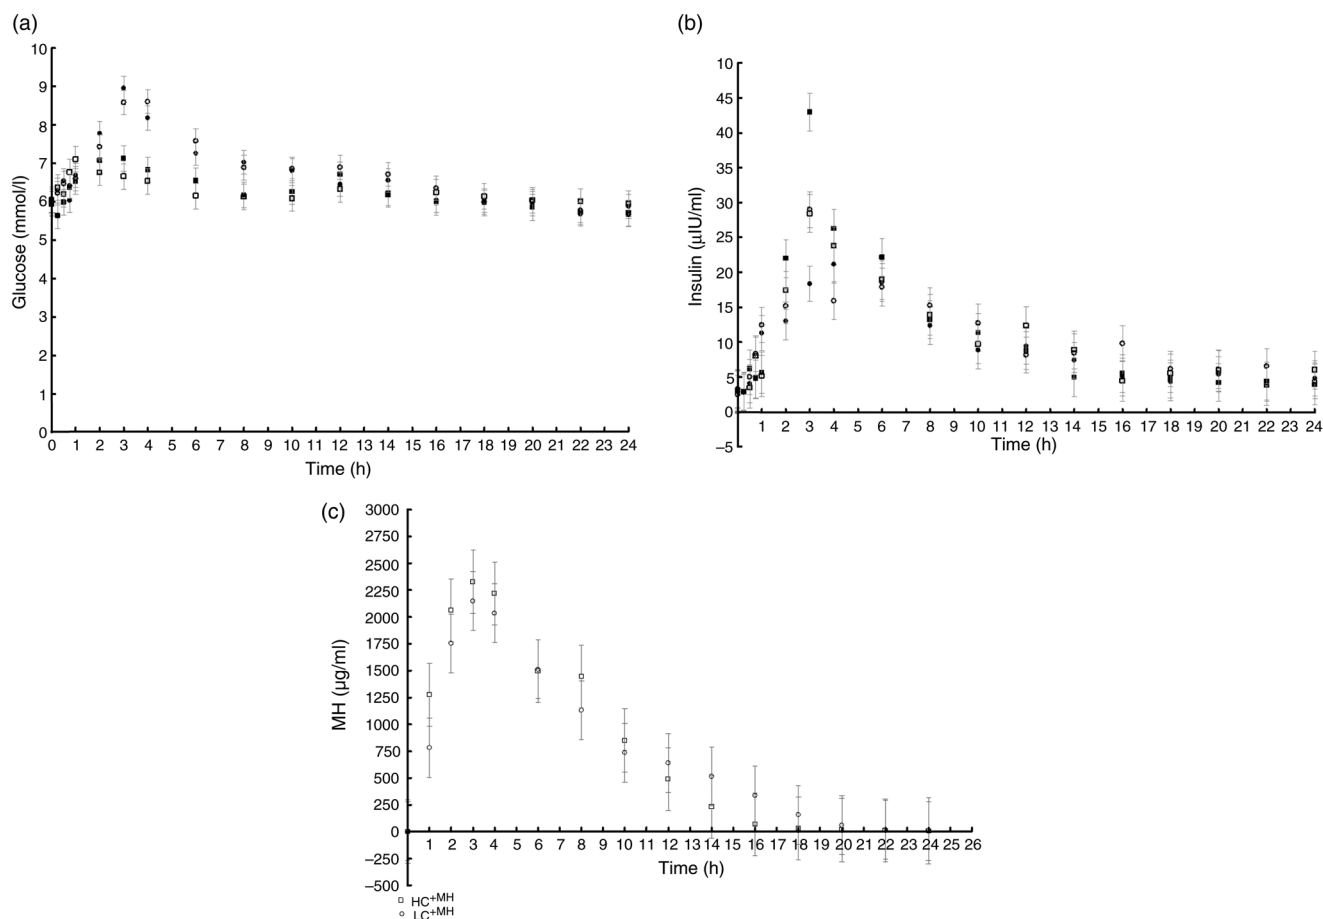 (a)
10
9
8
7
6
5
4
3
2
1
0
Glucose (mmol/l)
0 1 2 3 4 5 6 7 8 9 10 11 12 13 14 15 16 17 18 19 20 21 22 23 24
Time (h)
(b)
10
45
40
35
30
25
20
15
10
5
0
–5
Insulin (μIU/ml)
1 2 3 4 5 6 7 8 9 10 11 12 13 14 15 16 17 18 19 20 21 22 23 24
Time (h)
(c)
3000
2750
2500
2250
2000
1750
1500
1250
1000
750
500
250
0
–250
–500
MH (μg/ml)
1 2 3 4 5 6 7 8 9 10 11 12 13 14 15 16 17 18 19 20 21 22 23 24 25 26
Time (h)
HC+MH
LC+MH